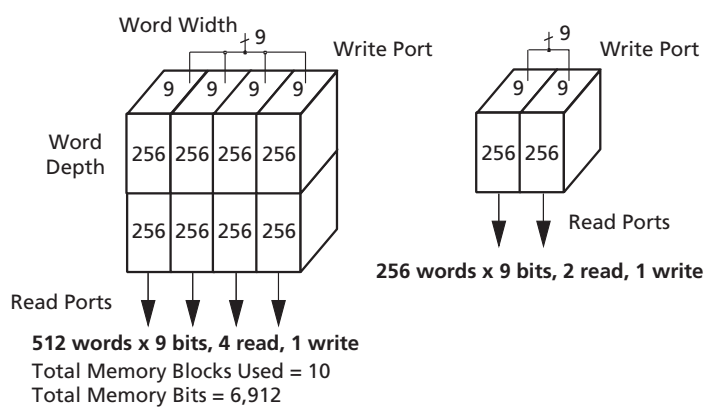 Word Width
9
Write Port
9 9 9 9
Word
Depth
256 256 256 256
256 256 256 256
Read Ports
512 words x 9 bits, 4 read, 1 write
Total Memory Blocks Used = 10
Total Memory Bits = 6,912
9
Write Port
9 9
256 256
Read Ports
256 words x 9 bits, 2 read, 1 write